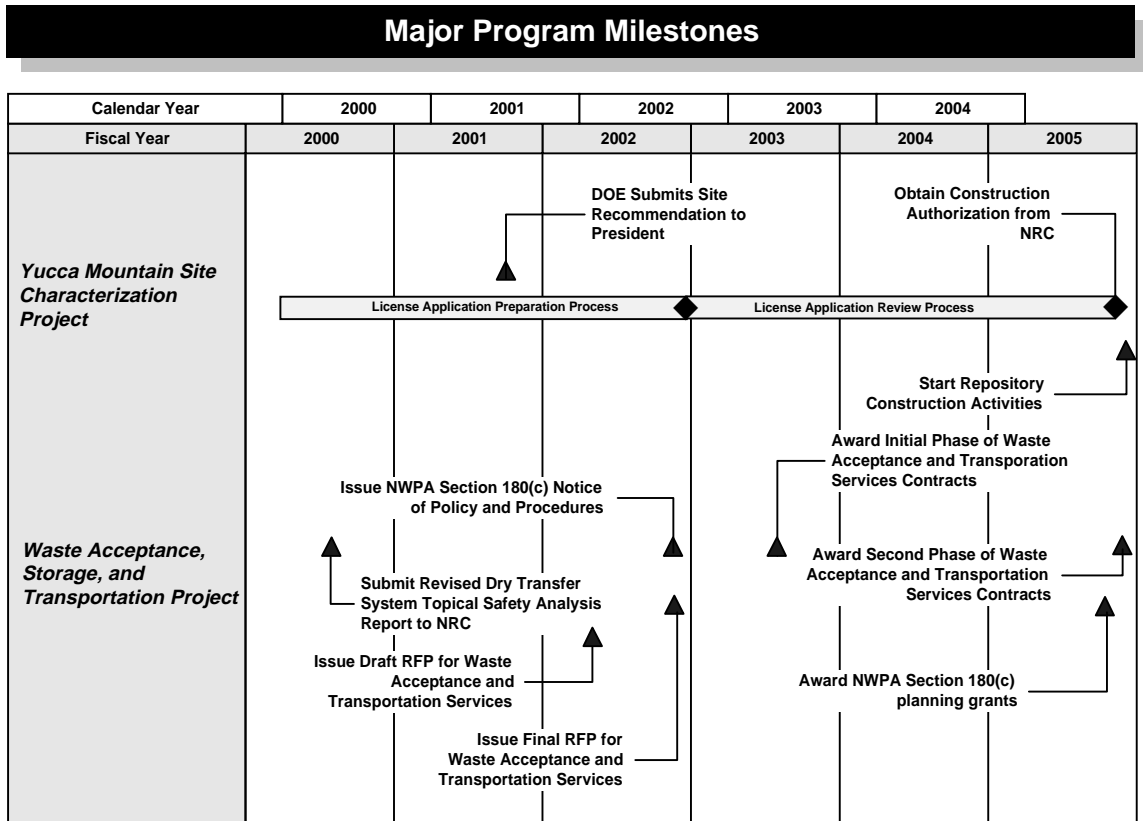 Major Program Milestones
Calendar Year 2000 2001 2002 2003 2004
Fiscal Year 2000 2001 2002 2003 2004 2005
Yucca Mountain Site
Characterization
Project
DOE Submits Site
Recommendation to
President
Obtain Construction
Authorization from
NRC
License Application Preparation Process
License Application Review Process
Start Repository
Construction Activities
Waste Acceptance,
Storage, and
Transportation Project
Award Initial Phase of Waste
Acceptance and Transporation
Services Contracts
Issue NWPA Section 180(c) Notice
of Policy and Procedures
Award Second Phase of Waste
Acceptance and Transportation
Services Contracts
Submit Revised Dry Transfer
System Topical Safety Analysis
Report to NRC
Issue Draft RFP for Waste
Acceptance and
Transportation Services
Award NWPA Section 180(c)
planning grants
Issue Final RFP for
Waste Acceptance and
Transportation Services